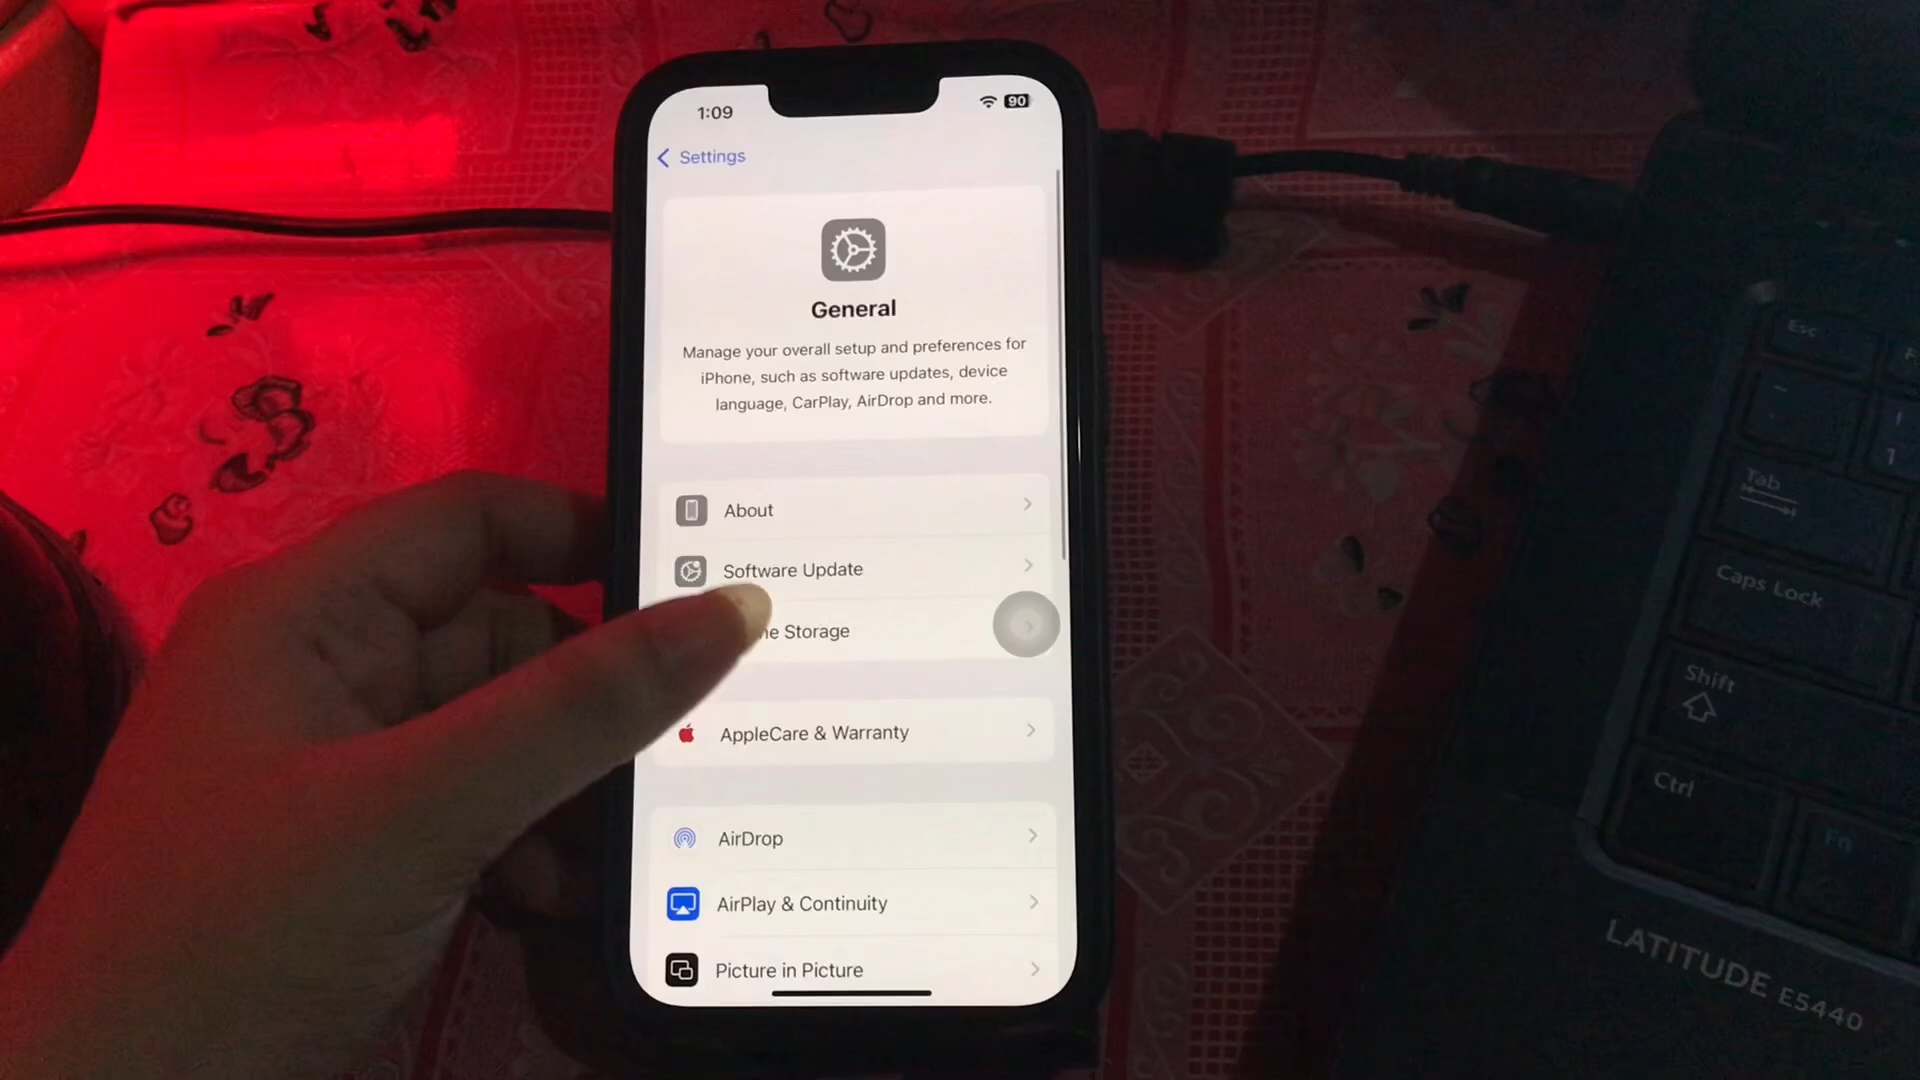 1:09
90
Settings
General
Manage your overall setup and preferences for
iPhone, such as software updates, device
language, CarPlay, AirDrop and more.
About
Software Update
Storage
AppleCare & Warranty
AirDrop
AirPlay & Continuity
Picture in Picture
Esc
Tab
Caps Lock
Shift
Ctrl
Fn
LATITUDE E5440